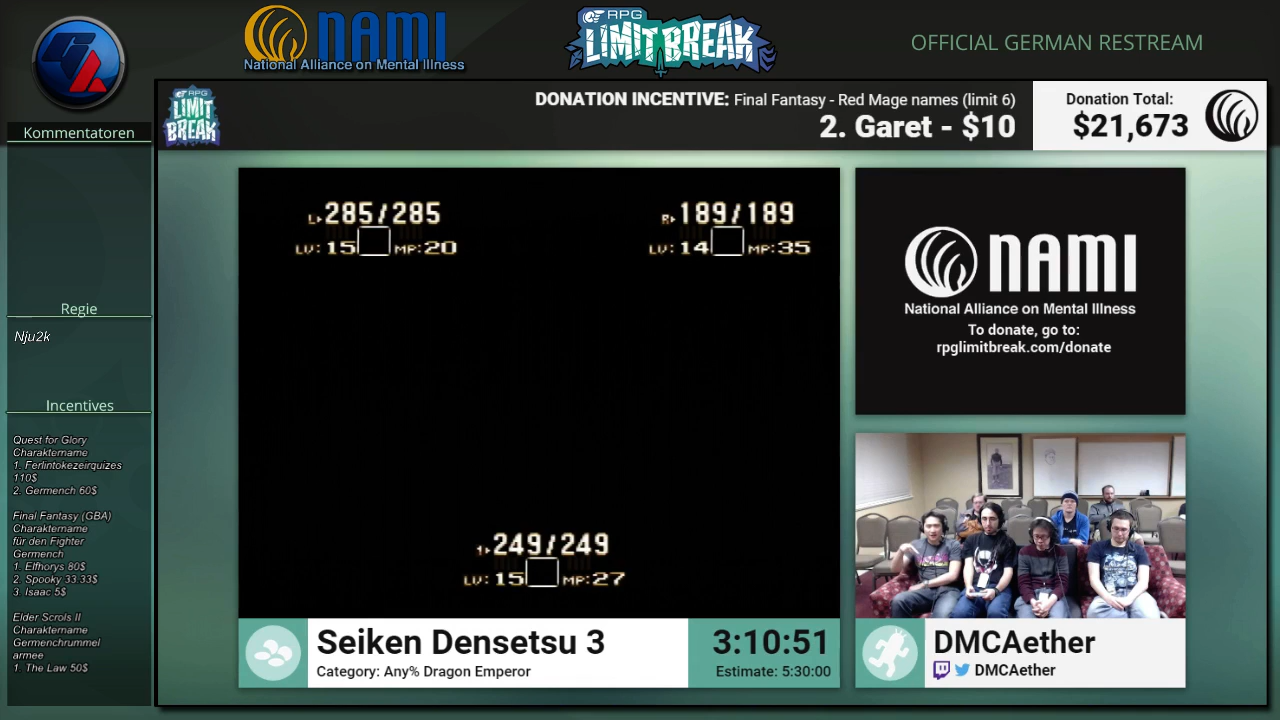 NAMI
National Alliance on Mental Illness
RPG
LIMIT BREAK
OFFICIAL GERMAN RESTREAM
RPG
LIMIT
BREAK
DONATION INCENTIVE: Final Fantasy - Red Mage names (limit 6)
2. Garet - $10
Donation Total:
$21,673
Kommentatoren
Regie
Nju2k
Incentives
Quest for Glory
Charaktername
1. Ferlintokezeirquizes
110$
2. Germench 60$
Final Fantasy (GBA)
Charaktername
für den Fighter
Germench
1. Elfhorys 80$
2. Spooky 33.33$
3. Isaac 5$
Elder Scrols II
Charaktername
Germenchrummel
armee
1. The Law 50$
L▸285/285
LV: 15 MP:20
R▸189/189
LV: 14 MP:35
1▸249/249
LV: 15 MP:27
NAMI
National Alliance on Mental Illness
To donate, go to:
rpglimitbreak.com/donate
Seiken Densetsu 3
Category: Any% Dragon Emperor
3:10:51
Estimate: 5:30:00
DMCAether
DMCAether